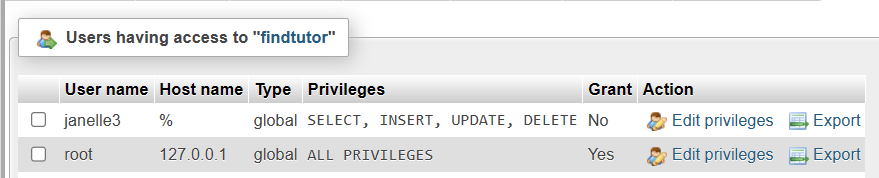 Users having access to "findtutor"
User name Host name Type Privileges Grant Action
janelle3 % global SELECT, INSERT, UPDATE, DELETE No Edit privileges Export
root 127.0.0.1 global ALL PRIVILEGES Yes Edit privileges Export